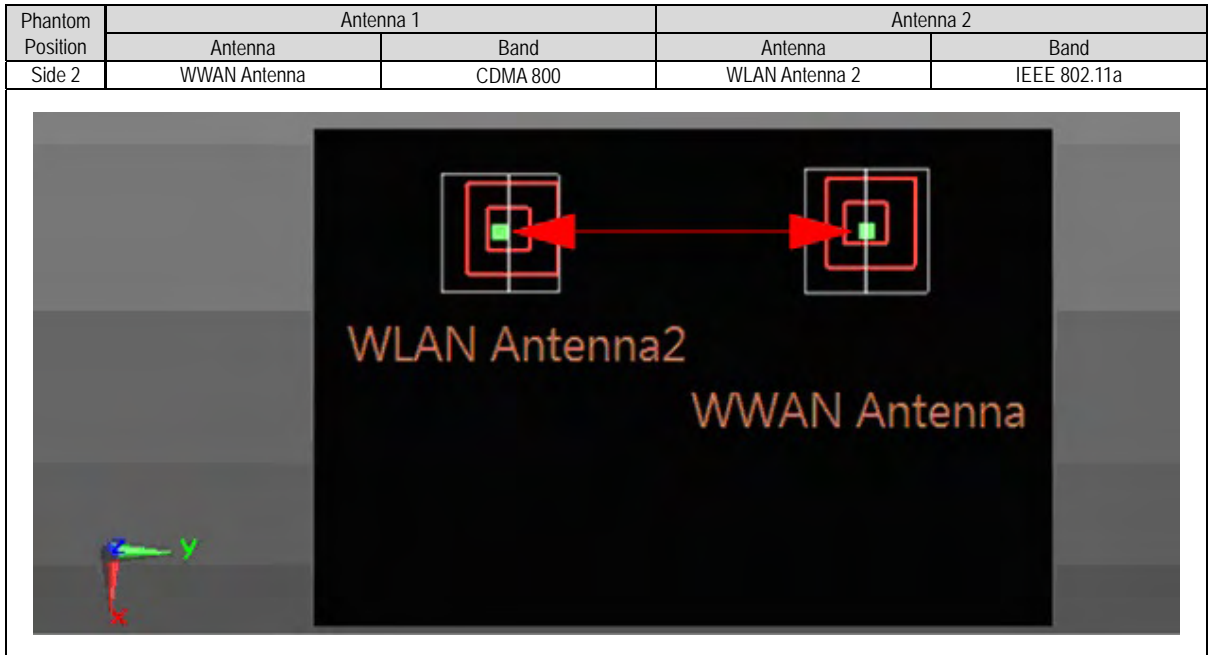 Phantom Position Antenna 1 Antenna 2
Antenna Band Antenna Band
Side 2 WWAN Antenna CDMA 800 WLAN Antenna 2 IEEE 802.11a
WLAN Antenna2
WWAN Antenna
z y
x